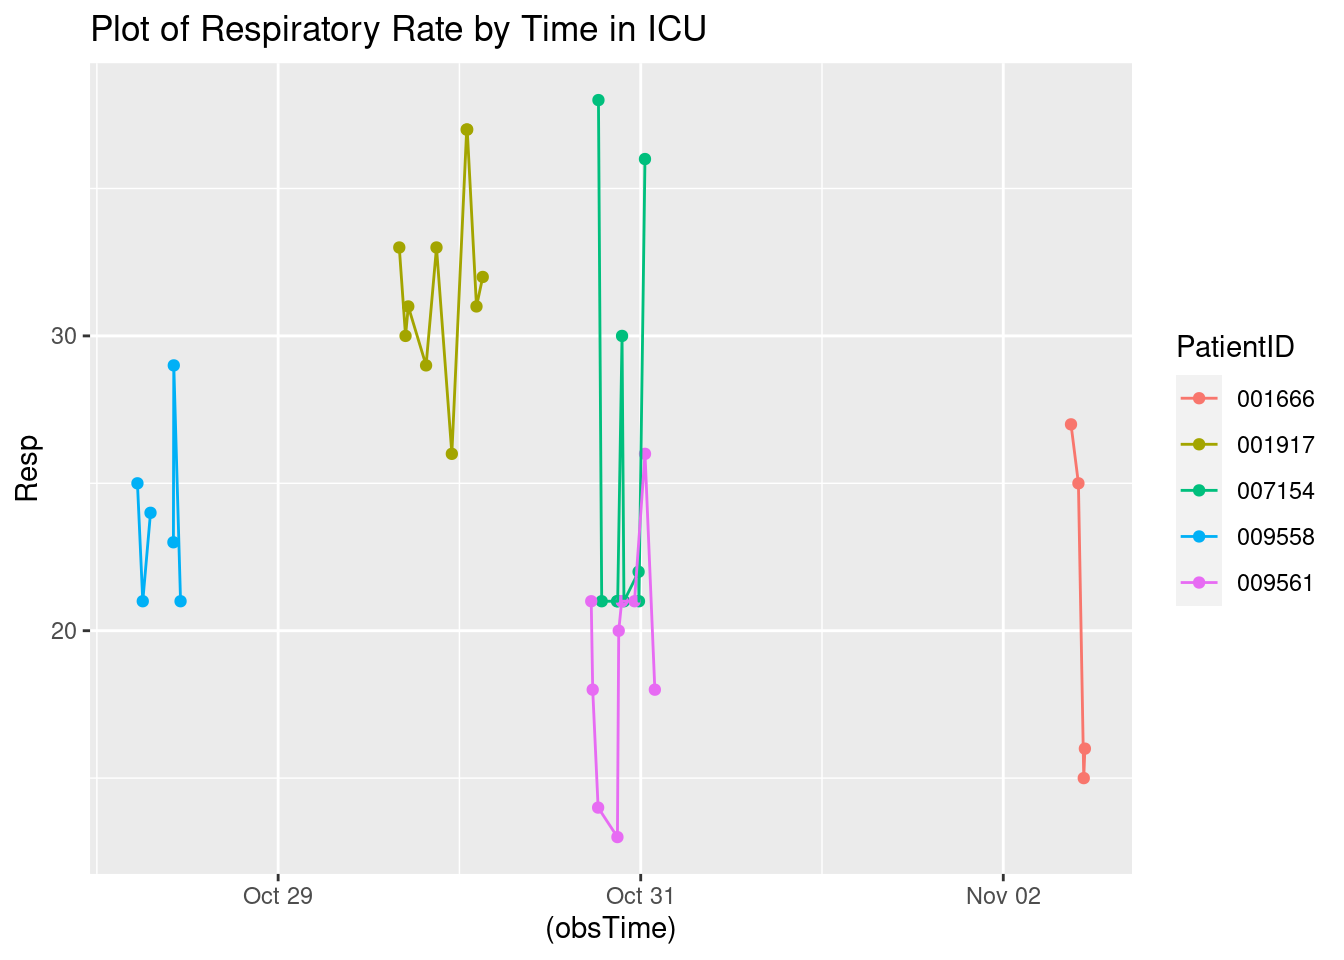 Plot of Respiratory Rate by Time in ICU
Resp
30
20
Oct 29
Oct 31
Nov 02
(obsTime)
PatientID
001666
001917
007154
009558
009561